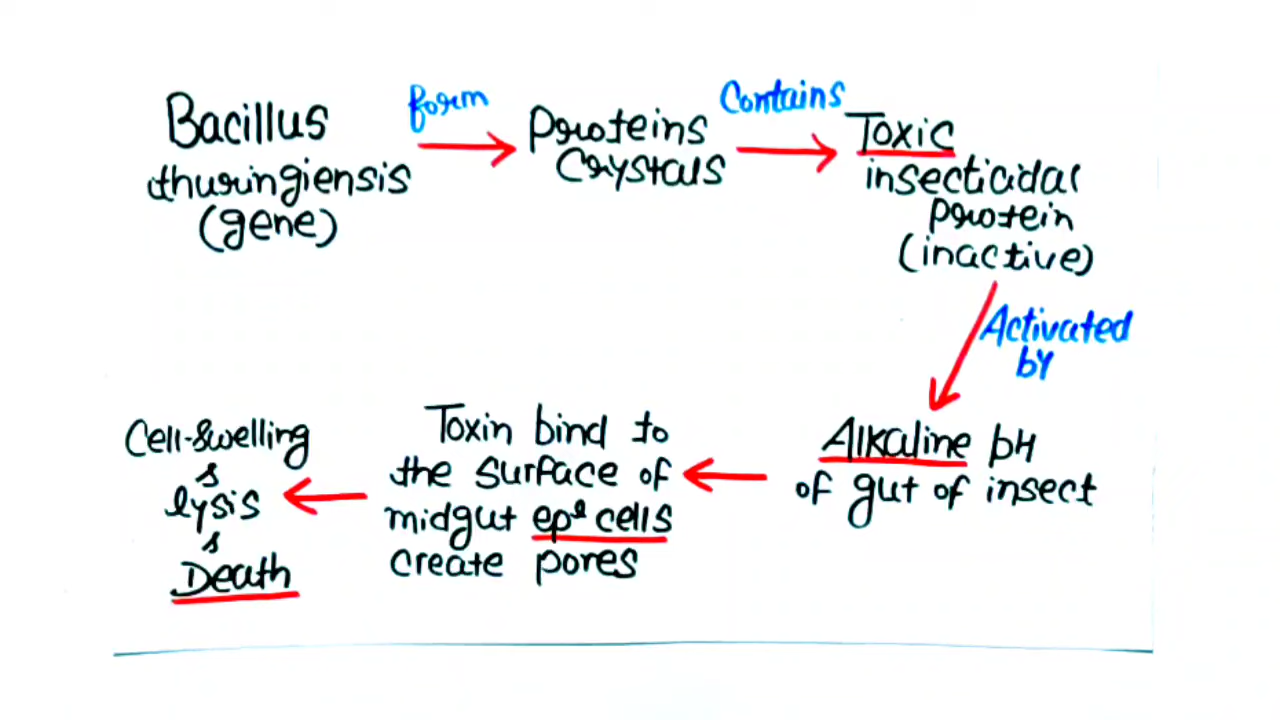 Bacillus
thuringiensis
(gene)
form
Proteins
Crystals
Contains
Toxic
insecticidal
protein
(inactive)
Activated
by
Alkaline pH
of gut of insect
Toxin bind to
the surface of
midgut epl cells
create pores
Cell-swelling
s
lysis
s
Death